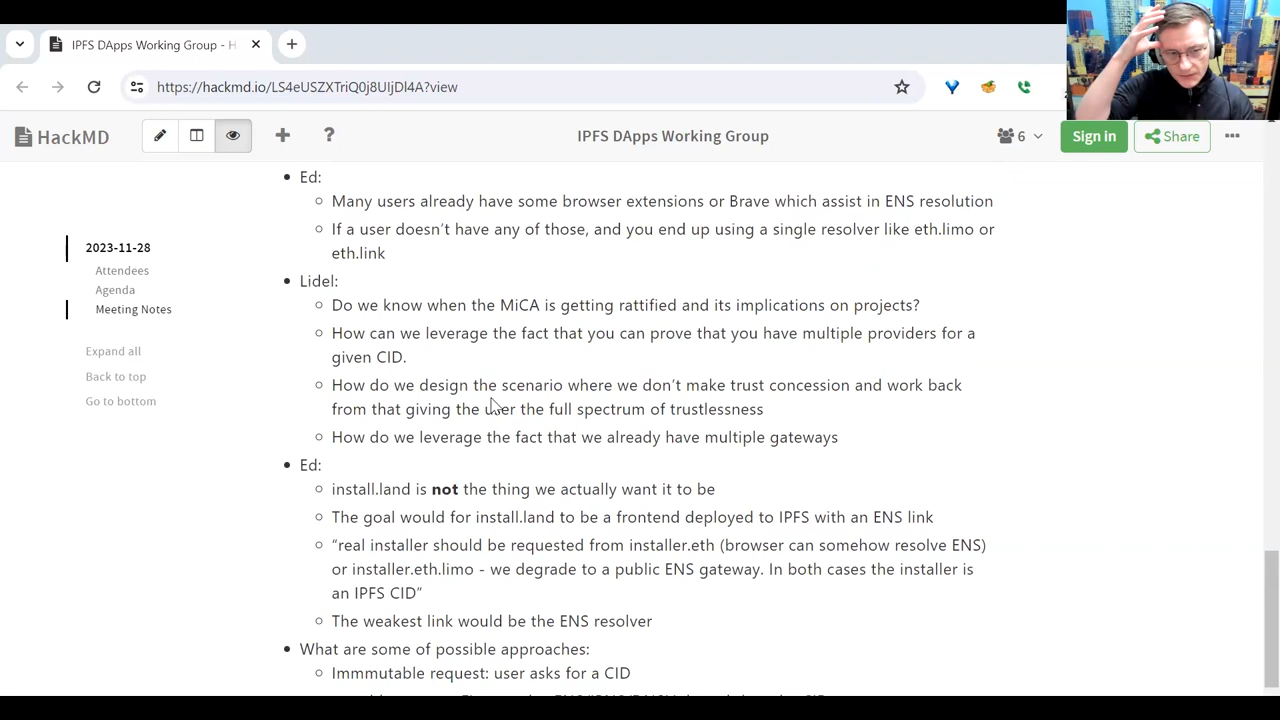 IPFS DApps Working Group - H
https://hackmd.io/LS4eUSZXTriQ0j8UIjDl4A?view
HackMD
IPFS DApps Working Group
6
Sign in
Share
2023-11-28
Attendees
Agenda
Meeting Notes
Expand all
Back to top
Go to bottom
Ed:
Many users already have some browser extensions or Brave which assist in ENS resolution
If a user doesn't have any of those, and you end up using a single resolver like eth.limo or
eth.link
Lidel:
Do we know when the MiCA is getting rattified and its implications on projects?
How can we leverage the fact that you can prove that you have multiple providers for a
given CID.
How do we design the scenario where we don't make trust concession and work back
from that giving the user the full spectrum of trustlessness
How do we leverage the fact that we already have multiple gateways
Ed:
install.land is not the thing we actually want it to be
The goal would for install.land to be a frontend deployed to IPFS with an ENS link
“real installer should be requested from installer.eth (browser can somehow resolve ENS)
or installer.eth.limo - we degrade to a public ENS gateway. In both cases the installer is
an IPFS CID”
The weakest link would be the ENS resolver
What are some of possible approaches:
Immmutable request: user asks for a CID